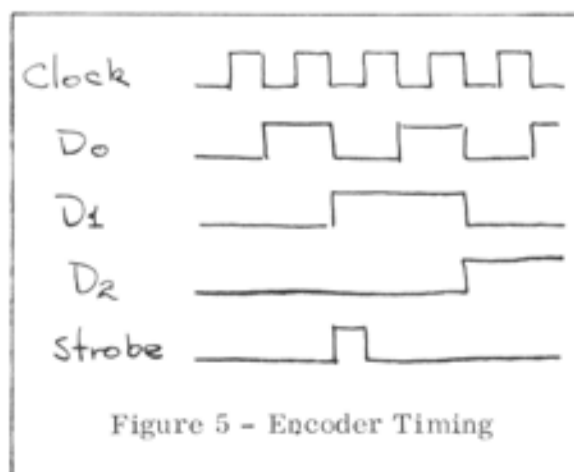 Clock
D0
D1
D2
Strobe
Figure 5 - Encoder Timing